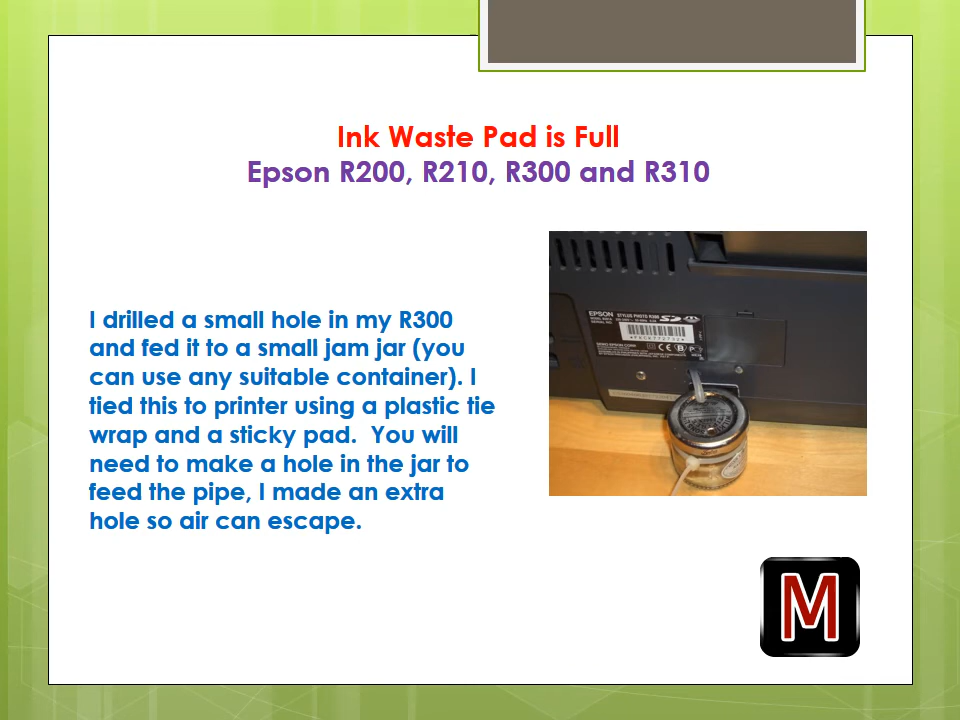 Ink Waste Pad is Full
Epson R200, R210, R300 and R310
I drilled a small hole in my R300
and fed it to a small jam jar (you
can use any suitable container). I
tied this to printer using a plastic tie
wrap and a sticky pad. You will
need to make a hole in the jar to
feed the pipe, I made an extra
hole so air can escape.
EPSON STYLUS PHOTO R300
M